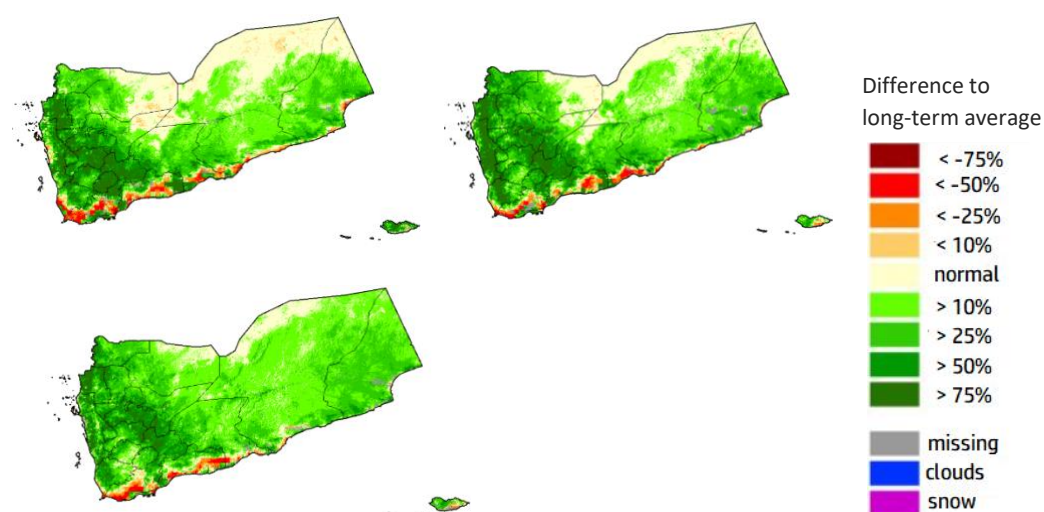 Difference to
long-term average
< -75%
< -50%
< -25%
< 10%
normal
> 10%
> 25%
> 50%
> 75%
missing
clouds
snow